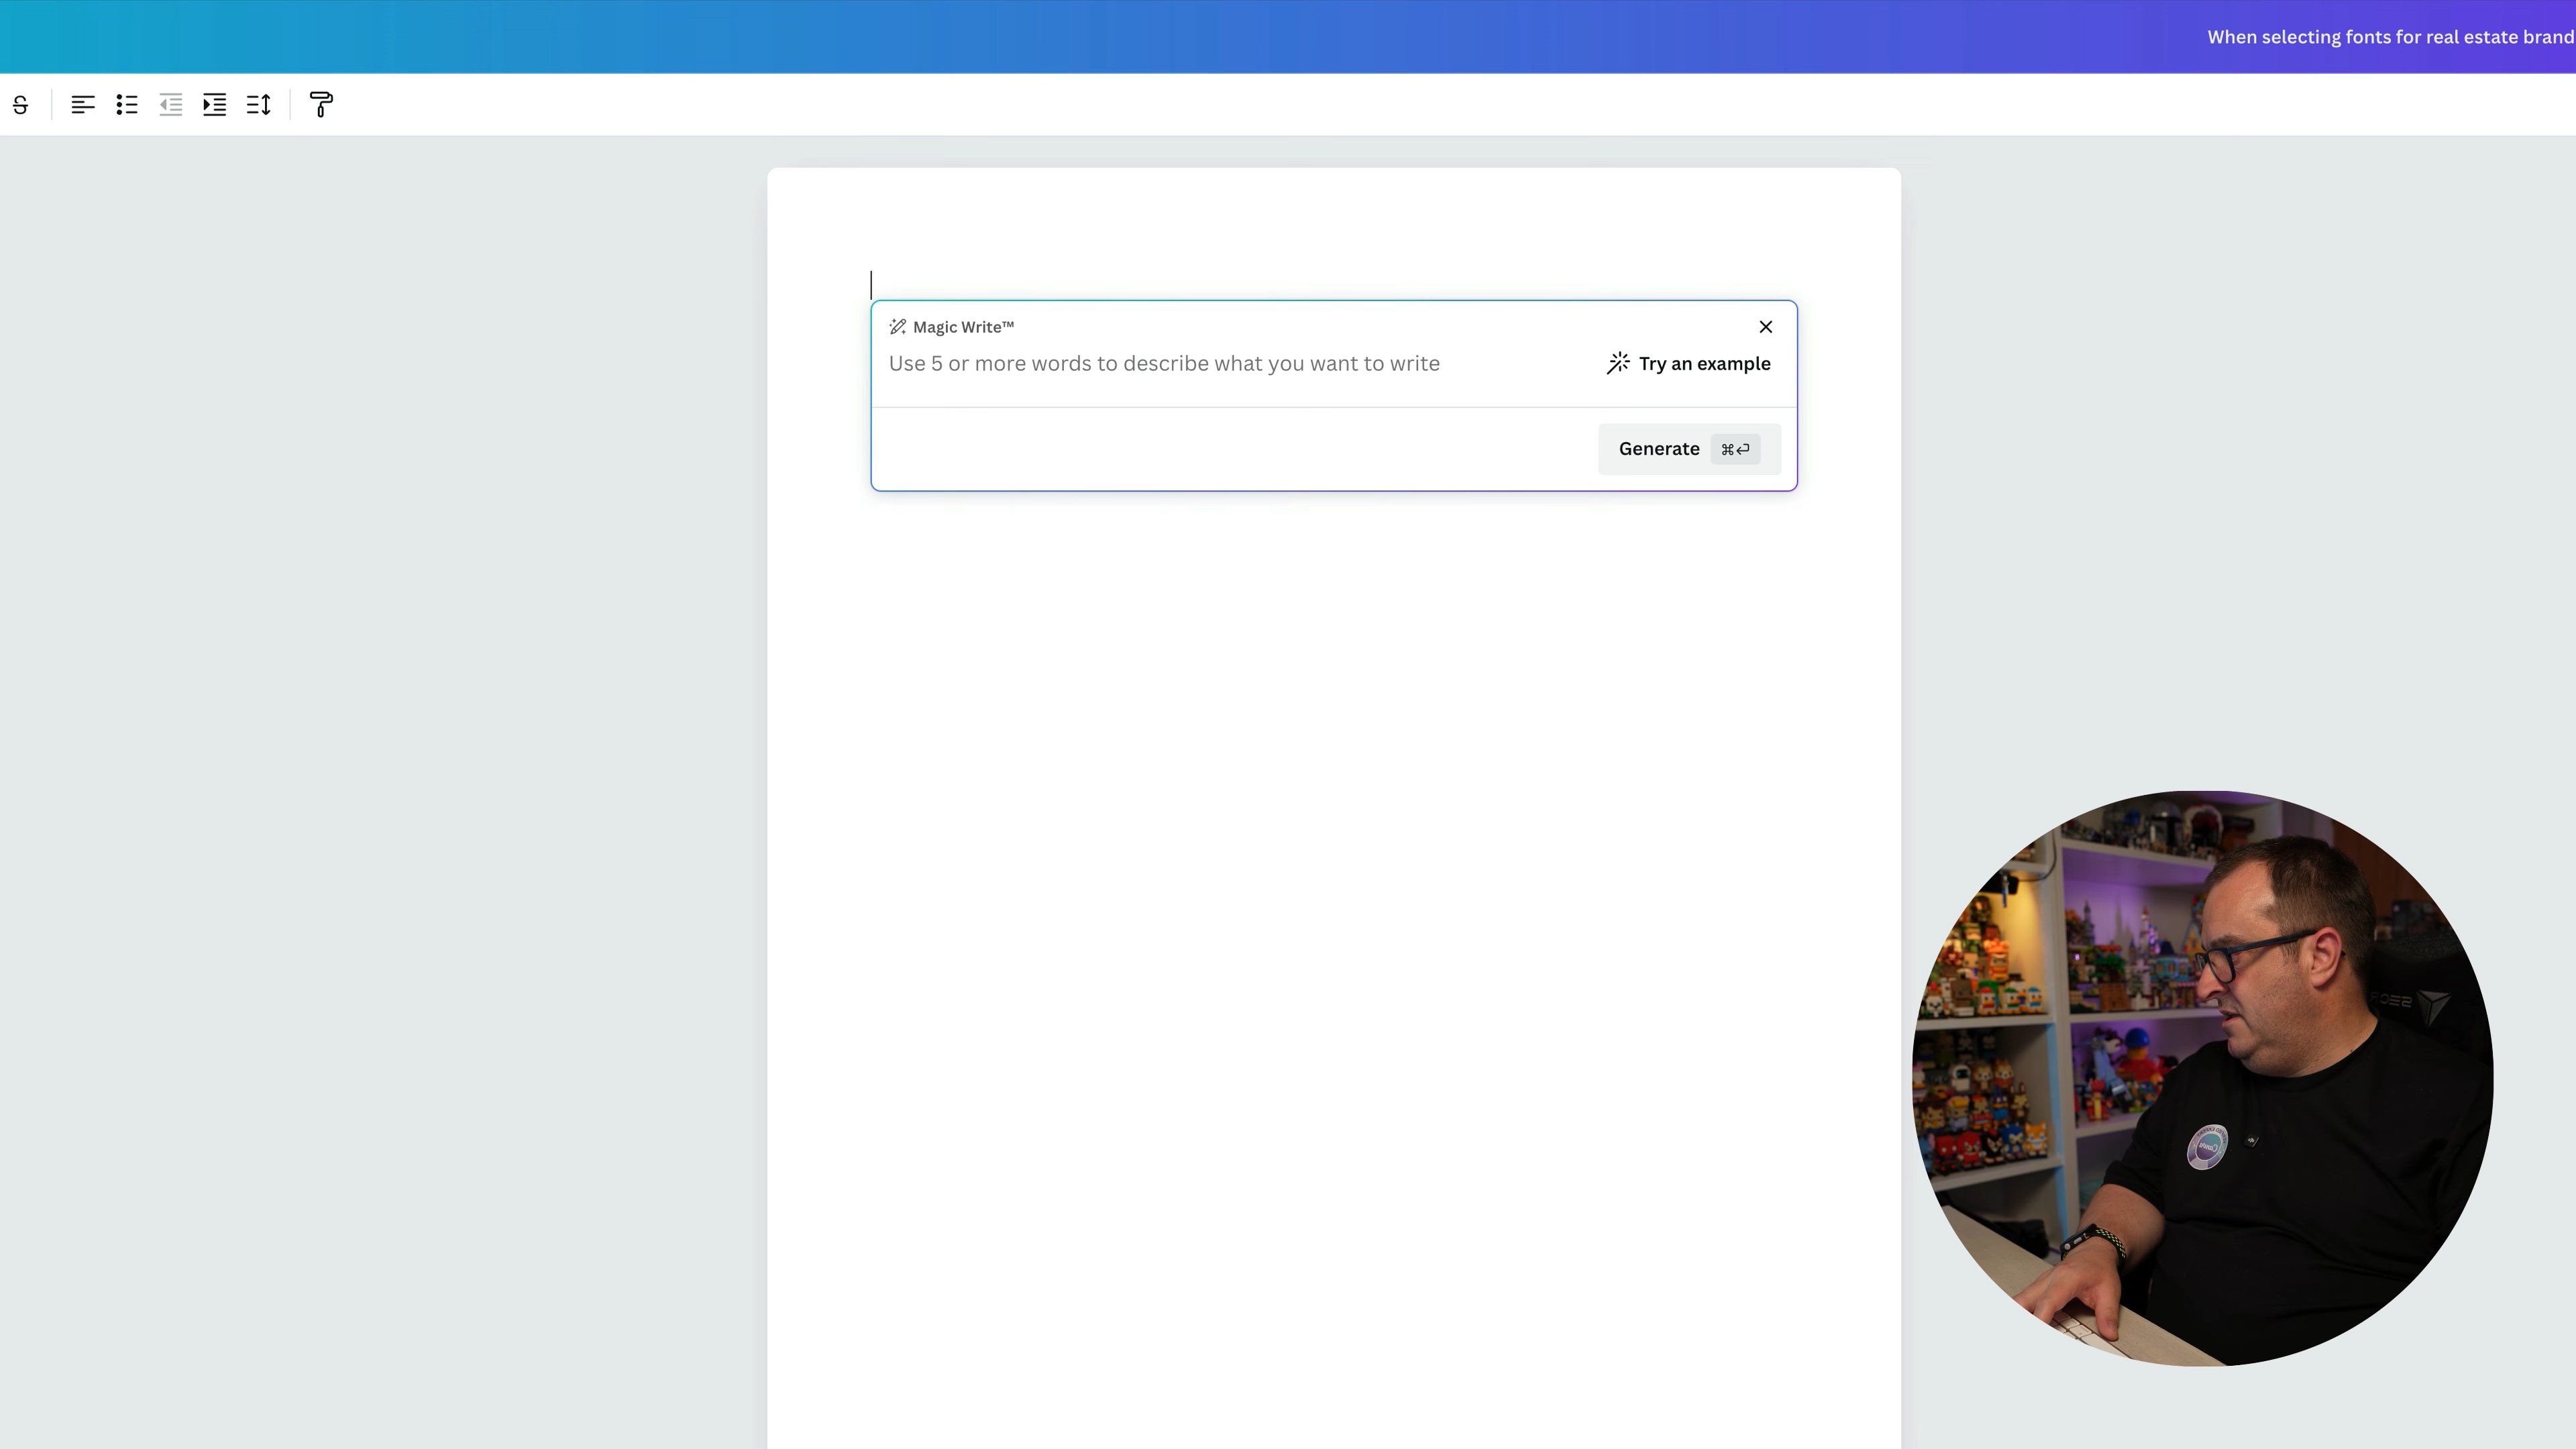 When selecting fonts for real estate brand
Magic Write™
Use 5 or more words to describe what you want to write
Try an example
Generate ⌘⏎